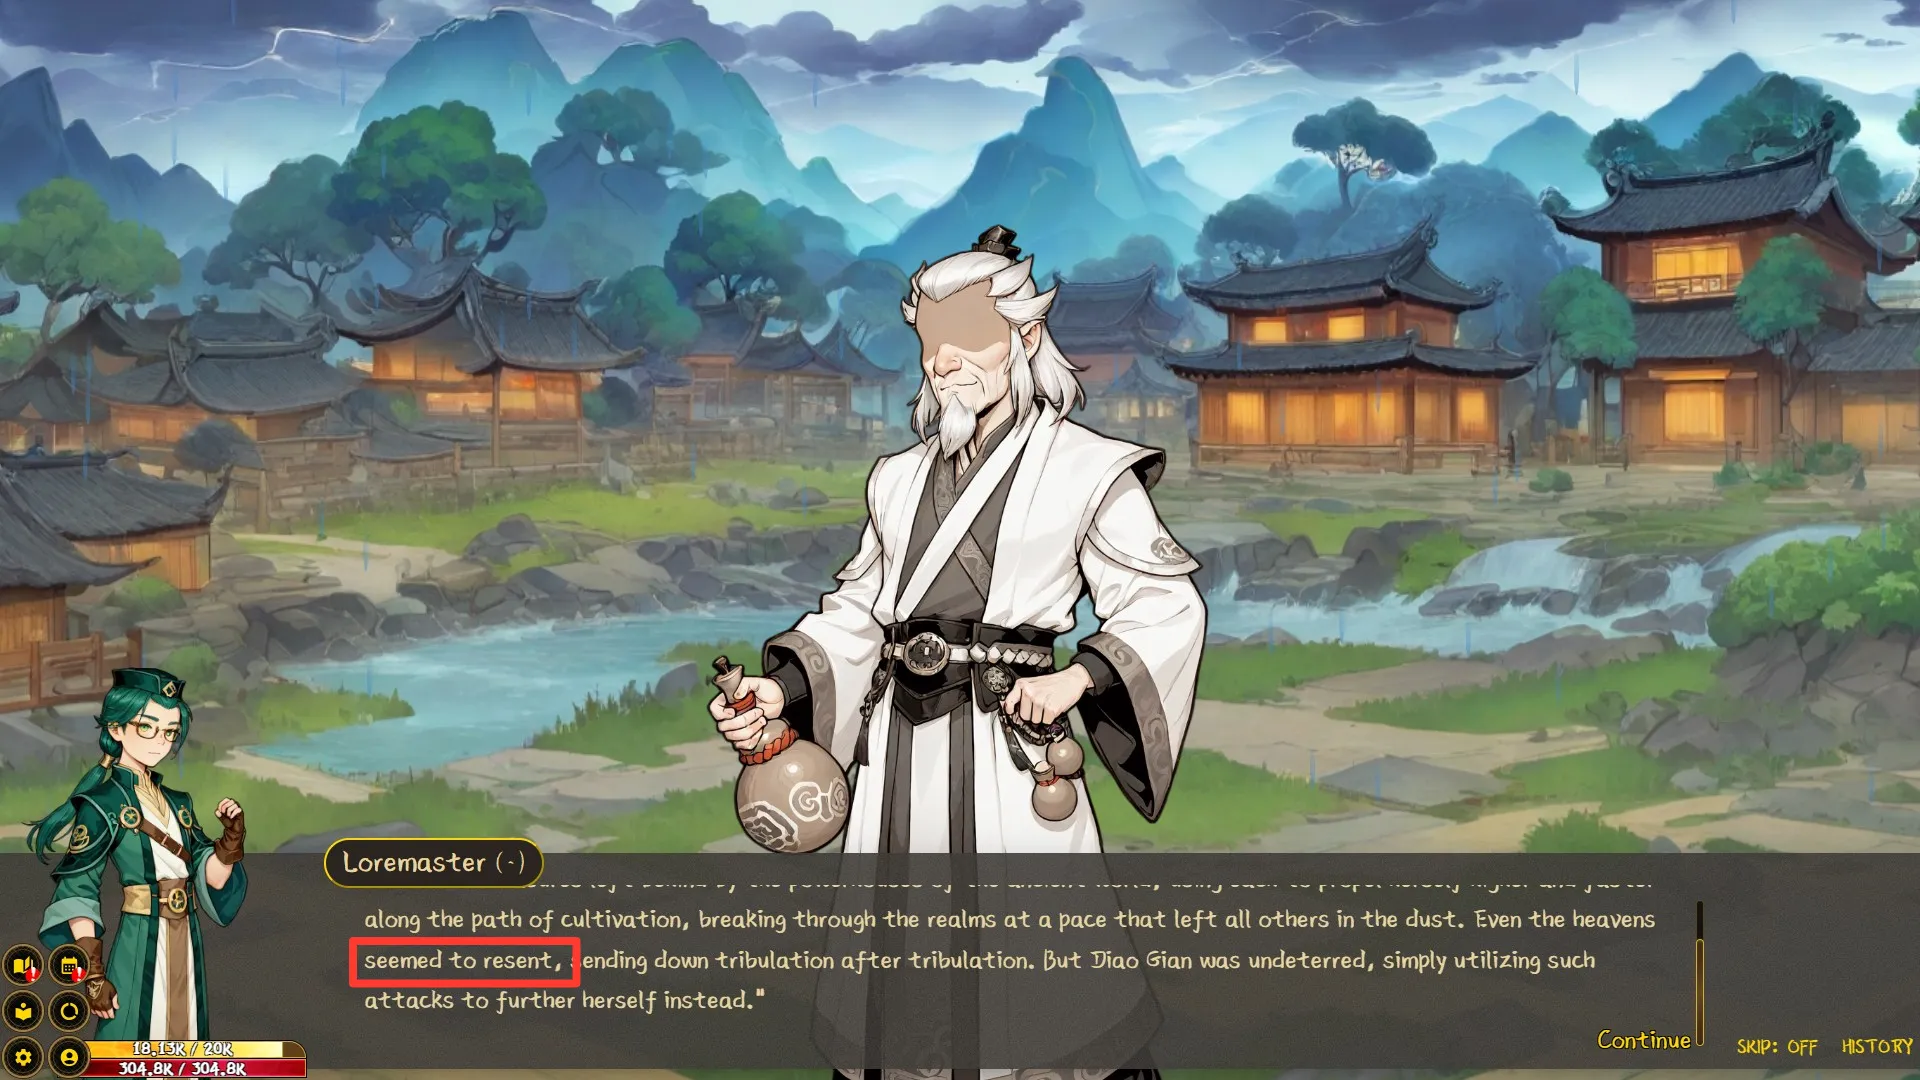 Loremaster (-)
along the path of cultivation, breaking through the realms at a pace that left all others in the dust. Even the heavens
seemed to resent, sending down tribulation after tribulation. But Diao Gian was undeterred, simply utilizing such
attacks to further herself instead."
Continue
SKIP: OFF HISTORY
18.13K / 20K
304.8K / 304.8K